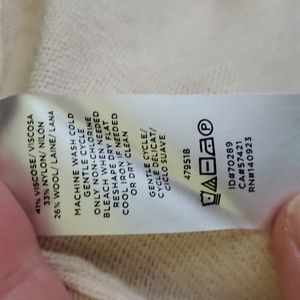 41% VISCOSE/ VISCOSA
33% NYLON/ NILON
26% WOOL/ LAINE/ LANA
MACHINE WASH COLD
GENTLE CYCLE
ONLY NON-CHLORINE
BLEACH WHEN NEEDED
RESHAPE DRY FLAT
COOL IRON IF NEEDED
OR DRY CLEAN
GENTLE CYCLE/
CYCLE DELICAT/
CICLO SUAVE
479518
ID#70289
CA#57121
RN#140923